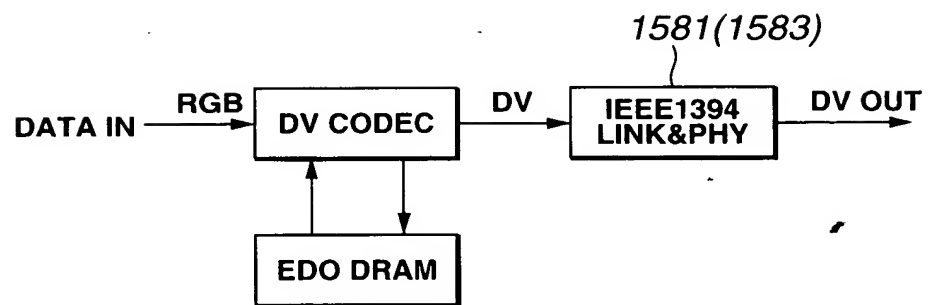 1581(1583)
DATA IN
RGB
DV CODEC
DV
IEEE1394
LINK&PHY
DV OUT
EDO DRAM